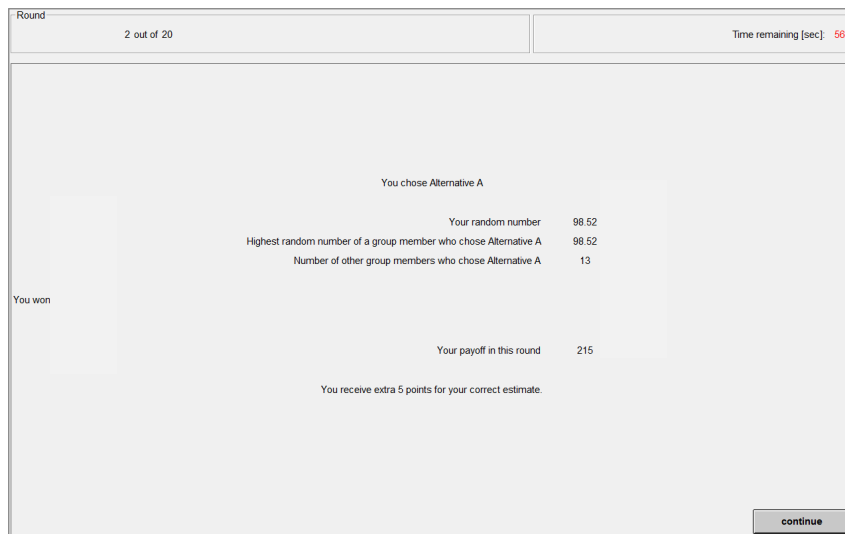 Round
2 out of 20
Time remaining [sec]: 56
You chose Alternative A
Your random number 98.52
Highest random number of a group member who chose Alternative A 98.52
Number of other group members who chose Alternative A 13
You won
Your payoff in this round 215
You receive extra 5 points for your correct estimate.
continue